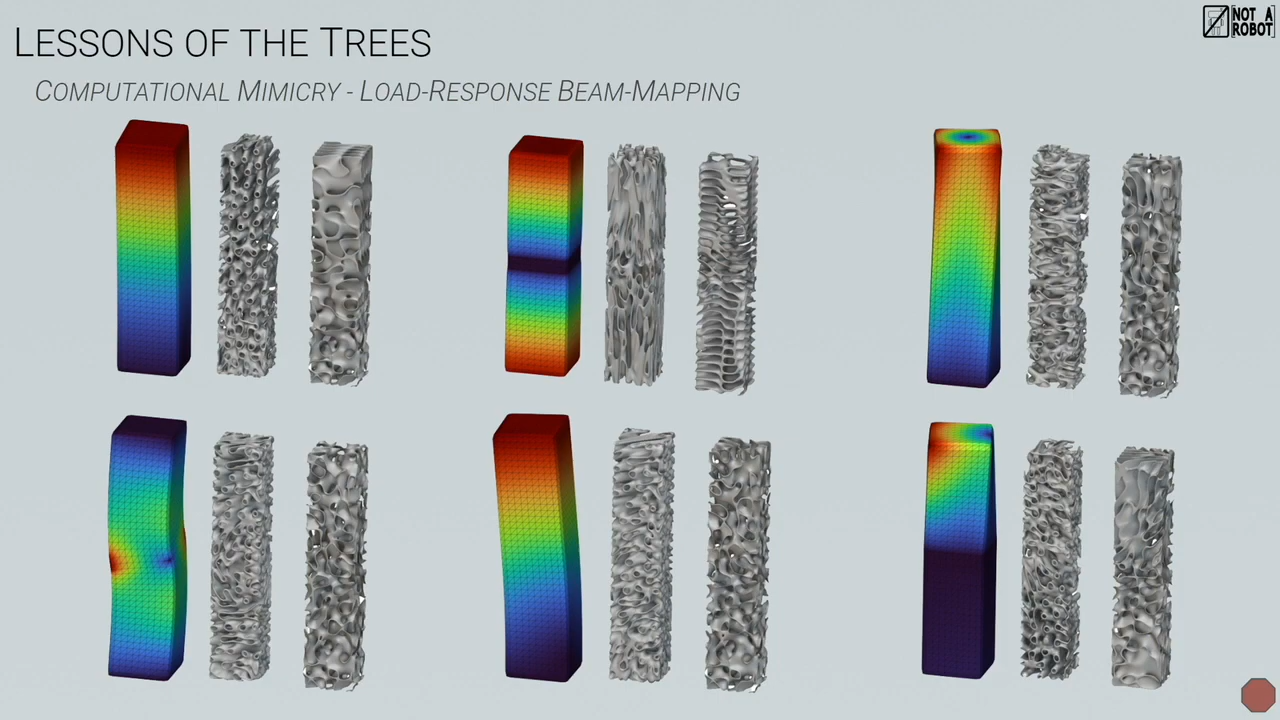 LESSONS OF THE TREES
COMPUTATIONAL MIMICRY - LOAD-RESPONSE BEAM-MAPPING
NOT A
ROBOT